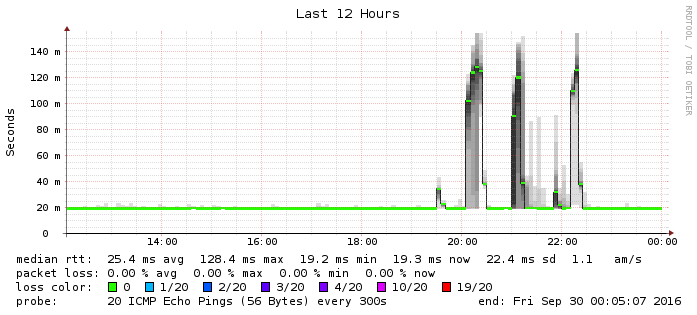 Last 12 Hours
RRDTOOL / TOBI OETIKER
Seconds
140 m
120 m
100 m
80 m
60 m
40 m
20 m
0
14:00 16:00 18:00 20:00 22:00 00:00
median rtt: 25.4 ms avg 128.4 ms max 19.2 ms min 19.3 ms now 22.4 ms sd 1.1 am/s
packet loss: 0.00 % avg 0.00 % max 0.00 % min 0.00 % now
loss color: 0 1/20 2/20 3/20 4/20 10/20 19/20
probe: 20 ICMP Echo Pings (56 Bytes) every 300s end: Fri Sep 30 00:05:07 2016